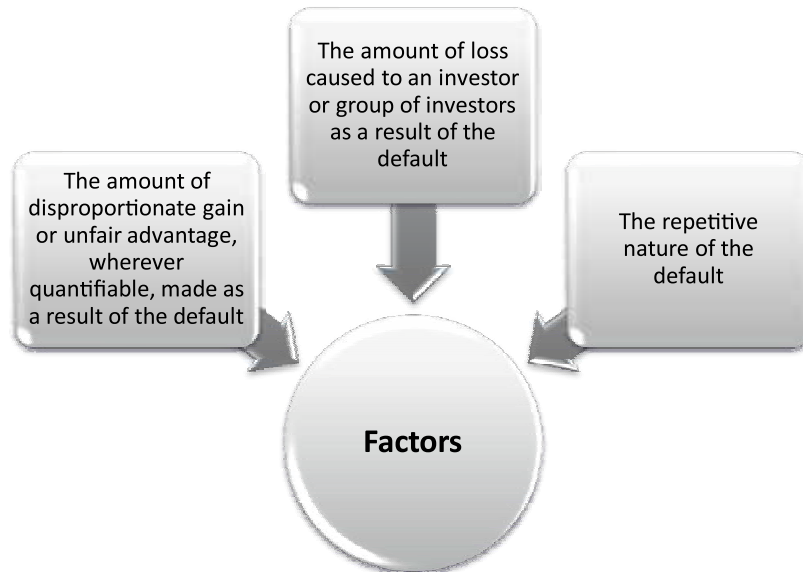 The amount of loss
caused to an investor
or group of investors
as a result of the
default
The amount of
disproportionate gain
or unfair advantage,
wherever
quantifiable, made as
a result of the default
The repetitive
nature of the
default
Factors